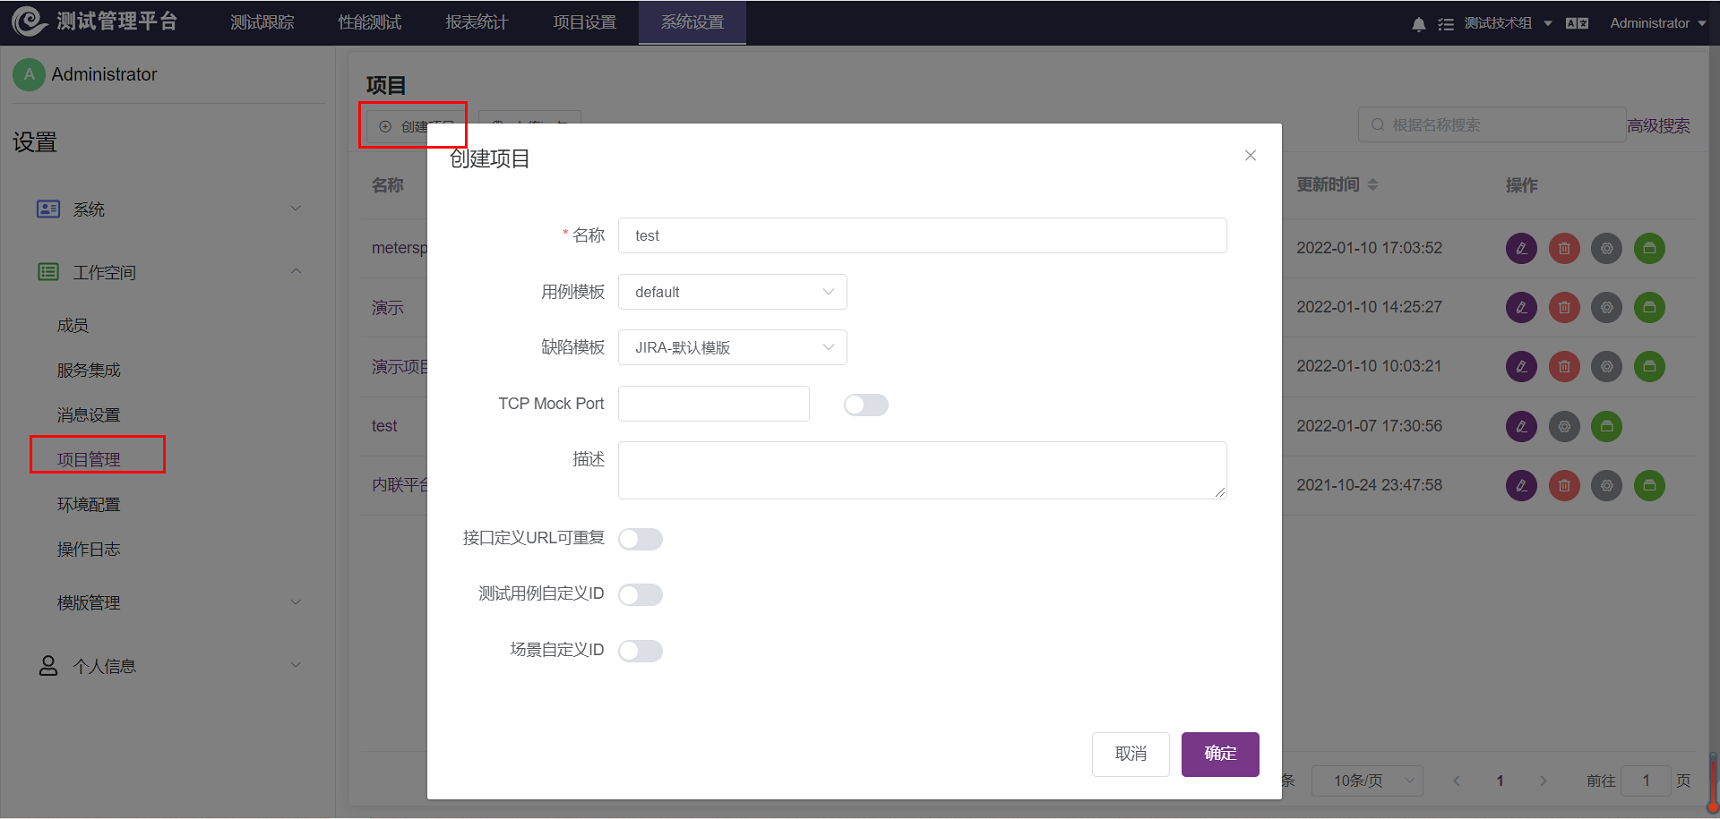 测试管理平台
测试跟踪
性能测试
报表统计
项目设置
系统设置
测试技术组
Administrator
A
Administrator
设置
系统
工作空间
成员
服务集成
消息设置
项目管理
环境配置
操作日志
模版管理
个人信息
项目
创建项目
根据名称搜索
高级搜索
名称
更新时间
操作
metersp
2022-01-10 17:03:52
演示
2022-01-10 14:25:27
演示项目
2022-01-10 10:03:21
test
2022-01-07 17:30:56
内联平台
2021-10-24 23:47:58
创建项目
* 名称
test
用例模板
default
缺陷模板
JIRA-默认模版
TCP Mock Port
描述
接口定义URL可重复
测试用例自定义ID
场景自定义ID
取消
确定
条
10条/页
1
前往
1
页